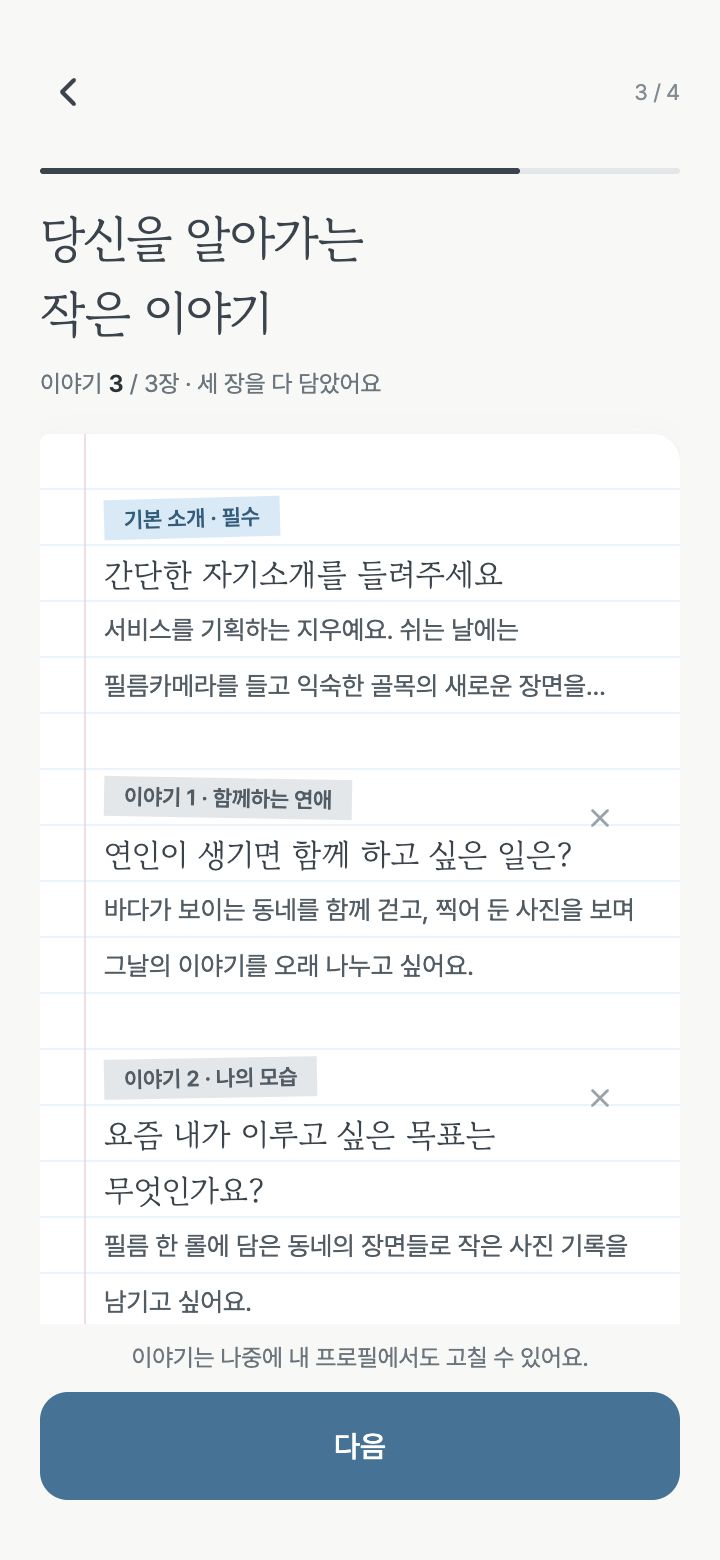 3 / 4
당신을 알아가는
작은 이야기
이야기 3 / 3장 · 세 장을 다 담았어요
기본 소개 · 필수
간단한 자기소개를 들려주세요
서비스를 기획하는 지우예요. 쉬는 날에는
필름카메라를 들고 익숙한 골목의 새로운 장면을...
이야기 1 · 함께하는 연애
연인이 생기면 함께 하고 싶은 일은?
바다가 보이는 동네를 함께 걷고, 찍어 둔 사진을 보며
그날의 이야기를 오래 나누고 싶어요.
이야기 2 · 나의 모습
요즘 내가 이루고 싶은 목표는
무엇인가요?
필름 한 롤에 담은 동네의 장면들로 작은 사진 기록을
남기고 싶어요.
이야기는 나중에 내 프로필에서도 고칠 수 있어요.
다음